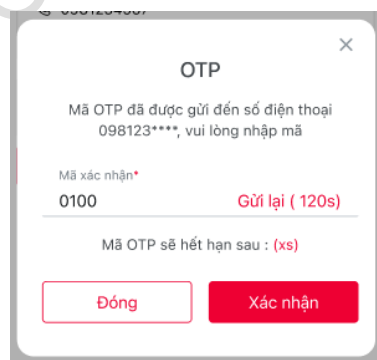 OTP
Mã OTP đã được gửi đến số điện thoại
098123****, vui lòng nhập mã
Mã xác nhận*
0100 Gửi lại ( 120s)
Mã OTP sẽ hết hạn sau : (xs)
Đóng Xác nhận